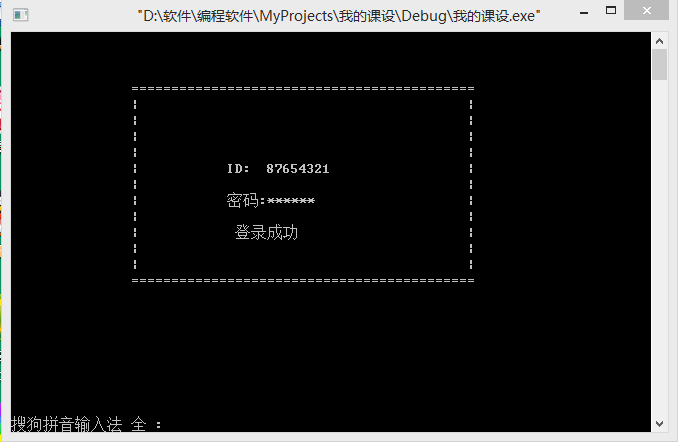 "D:\软件\编程软件\MyProjects\我的课设\Debug\我的课设.exe"
ID: 87654321
密码:******
登录成功
搜狗拼音输入法 全 :